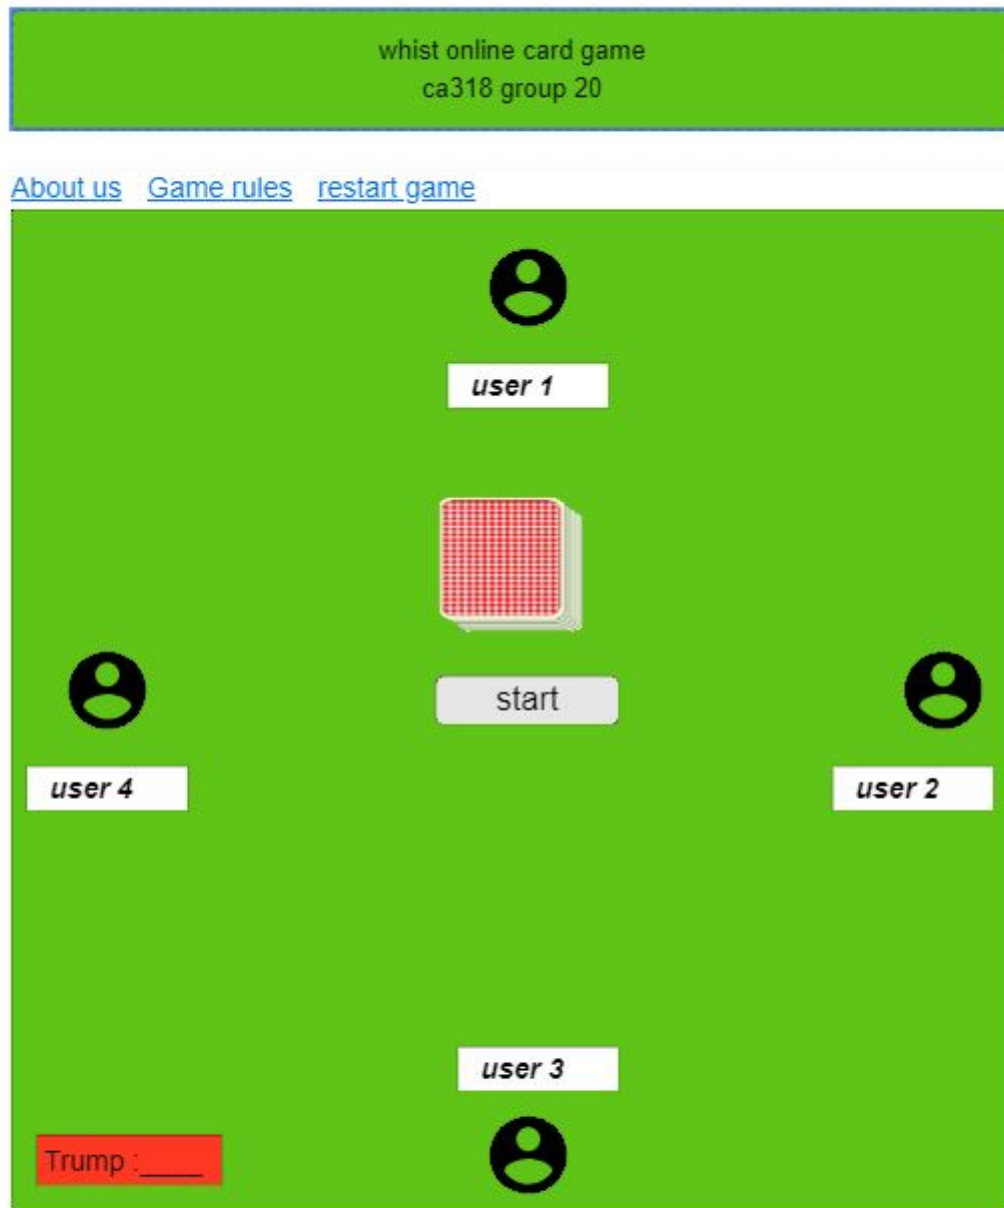 whist online card game
ca318 group 20
About us Game rules restart game
user 1
start
user 4
user 2
user 3
Trump :____